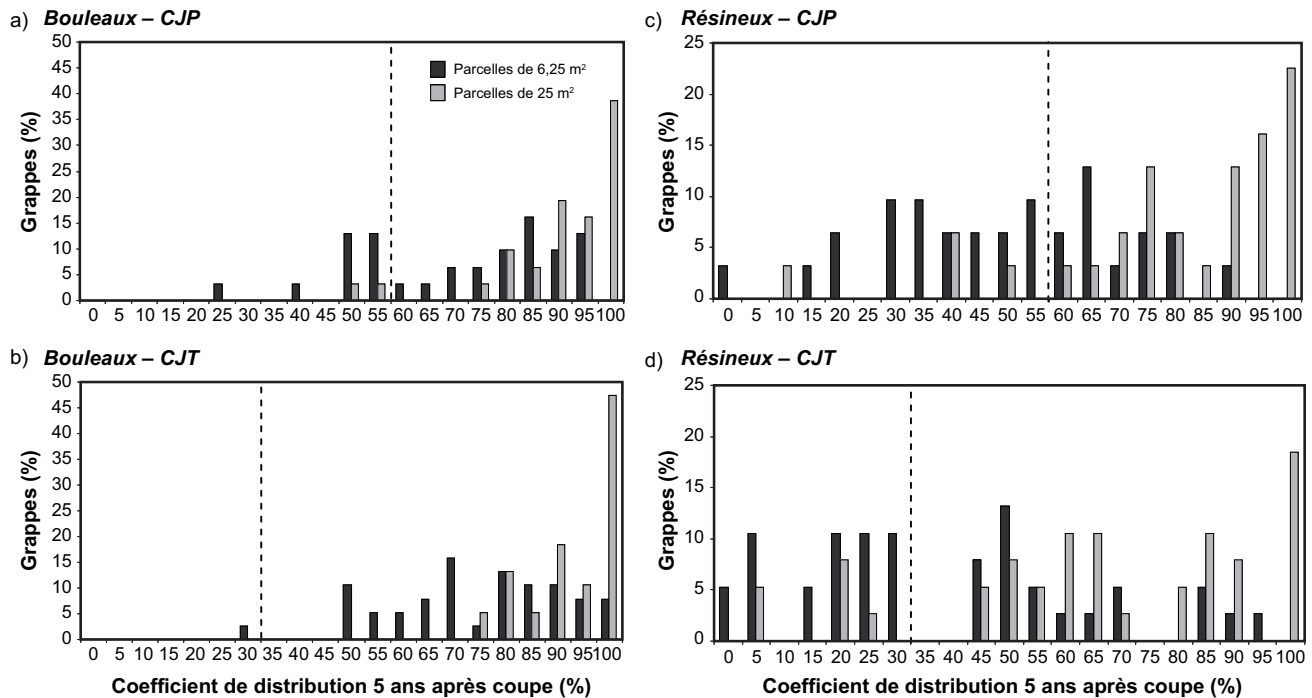 a) Bouleaux – CJP
50
45
40
35
30
25
20
15
10
5
0
Grappes (%)
Parcelles de 6,25 m²
Parcelles de 25 m²
0 5 10 15 20 25 30 35 40 45 50 55 60 65 70 75 80 85 90 95 100
b) Bouleaux – CJT
50
45
40
35
30
25
20
15
10
5
0
Grappes (%)
0 5 10 15 20 25 30 35 40 45 50 55 60 65 70 75 80 85 90 95 100
Coefficient de distribution 5 ans après coupe (%)
c) Résineux – CJP
25
20
15
10
5
0
Grappes (%)
0 5 10 15 20 25 30 35 40 45 50 55 60 65 70 75 80 85 90 95 100
d) Résineux – CJT
25
20
15
10
5
0
Grappes (%)
0 5 10 15 20 25 30 35 40 45 50 55 60 65 70 75 80 85 90 95 100
Coefficient de distribution 5 ans après coupe (%)